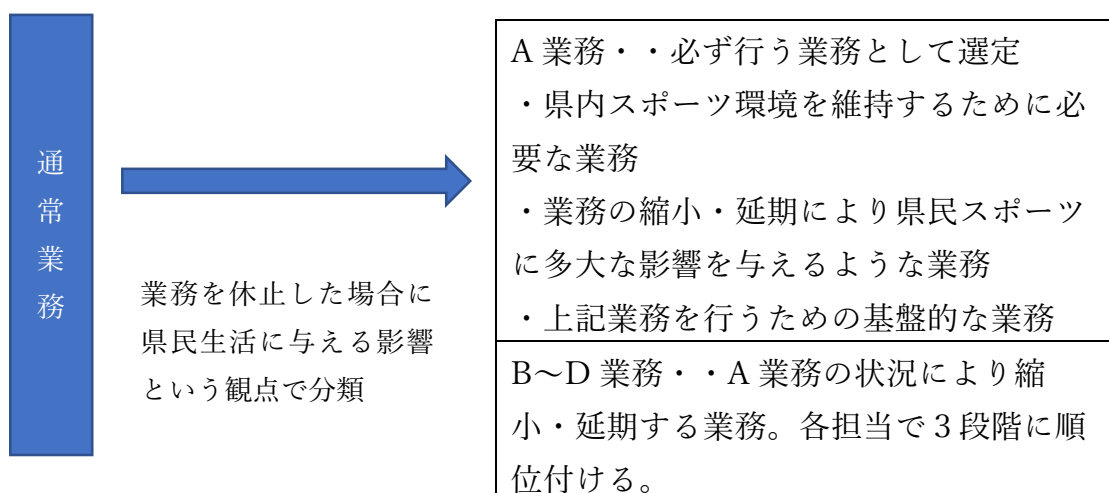 通常業務
業務を休止した場合に
県民生活に与える影響
という観点で分類
A 業務・・必ず行う業務として選定
・県内スポーツ環境を維持するために必
要な業務
・業務の縮小・延期により県民スポーツ
に多大な影響を与えるような業務
・上記業務を行うための基盤的な業務
B～D 業務・・A 業務の状況により縮
小・延期する業務。各担当で３段階に順
位付ける。